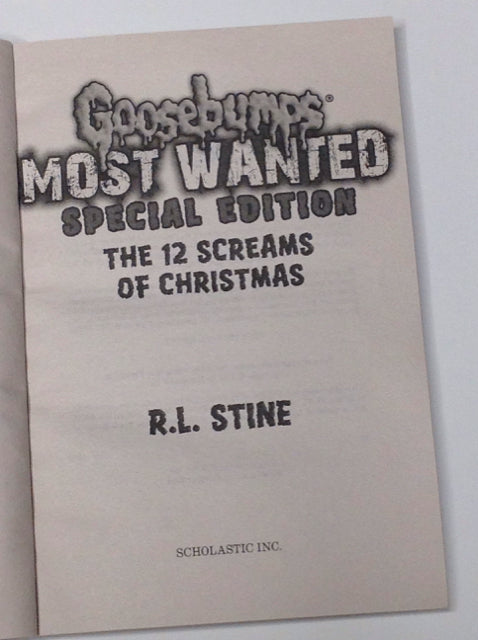 Goosebumps®
MOST WANTED
SPECIAL EDITION
THE 12 SCREAMS
OF CHRISTMAS
R.L. STINE
SCHOLASTIC INC.